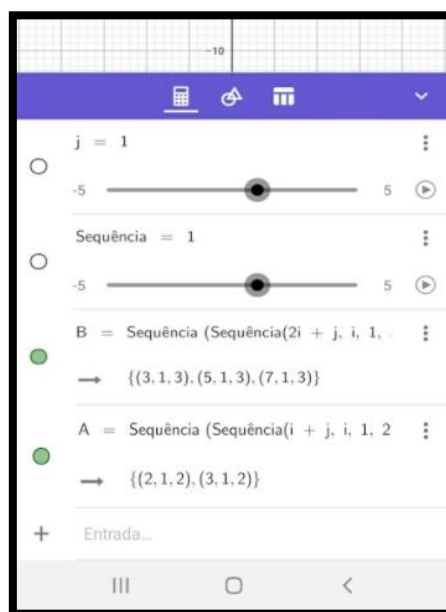 -10
j = 1
-5 5
Sequência = 1
-5 5
B = Sequência (Sequência(2i + j, i, 1,
→ {(3, 1, 3), (5, 1, 3), (7, 1, 3)}
A = Sequência (Sequência(i + j, i, 1, 2
→ {(2, 1, 2), (3, 1, 2)}
+ Entrada...